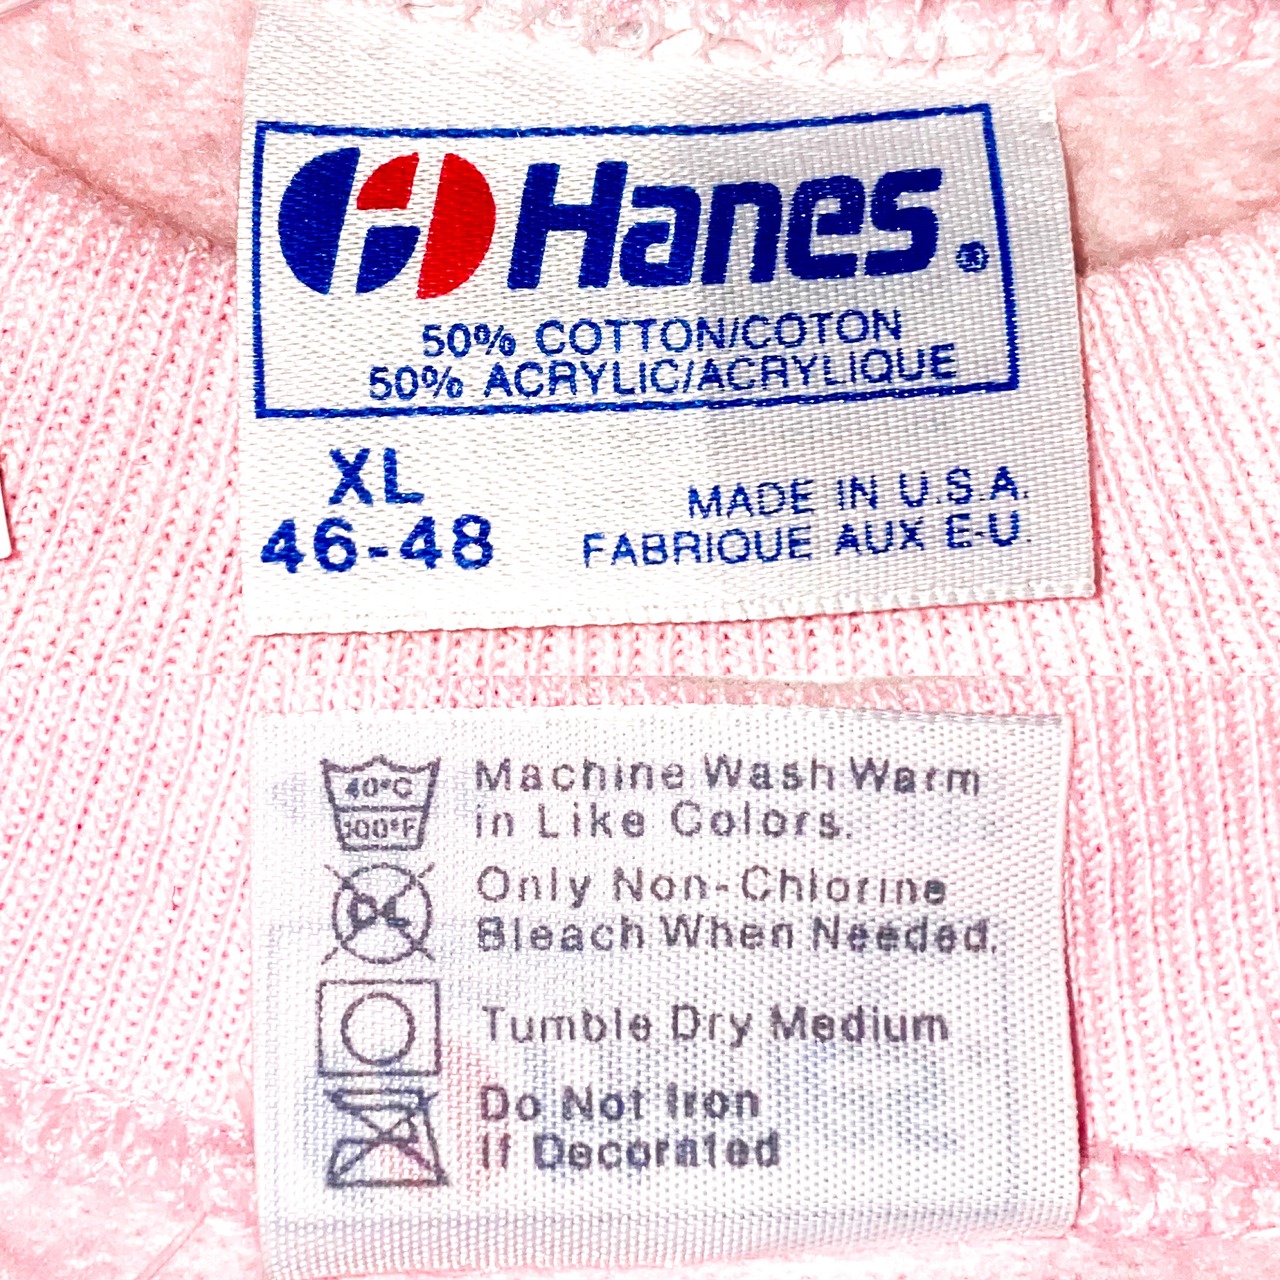 Hanes®
50% COTTON/COTON
50% ACRYLIC/ACRYLIQUE
XL
46-48
MADE IN U.S.A.
FABRIQUE AUX E-U.
40°C
100°F
Machine Wash Warm
in Like Colors.
CL
Only Non-Chlorine
Bleach When Needed.
Tumble Dry Medium
Do Not Iron
If Decorated